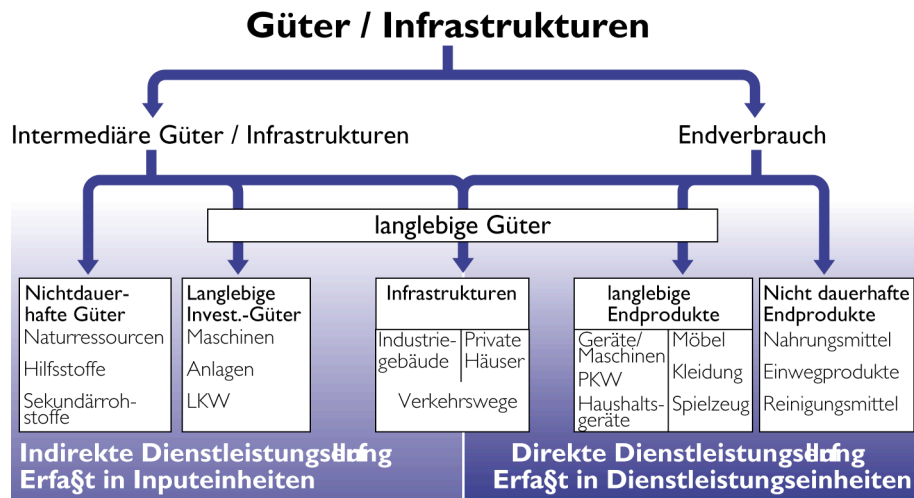 Güter / Infrastrukturen
Intermediäre Güter / Infrastrukturen
Endverbrauch
langlebige Güter
Nichtdauer-
hafte Güter
Naturressourcen
Hilfsstoffe
Sekundärroh-
stoffe
Langlebige
Invest.-Güter
Maschinen
Anlagen
LKW
Infrastrukturen
Industrie-
gebäude
Private
Häuser
Verkehrswege
langlebige
Endprodukte
Geräte/
Maschinen
PKW
Haushalts-
geräte
Möbel
Kleidung
Spielzeug
Nicht dauerhafte
Endprodukte
Nahrungsmittel
Einwegprodukte
Reinigungsmittel
Indirekte
Erfa§t in Inputeinheiten
Direkte
Erfa§t in Dienstleistungseinheiten